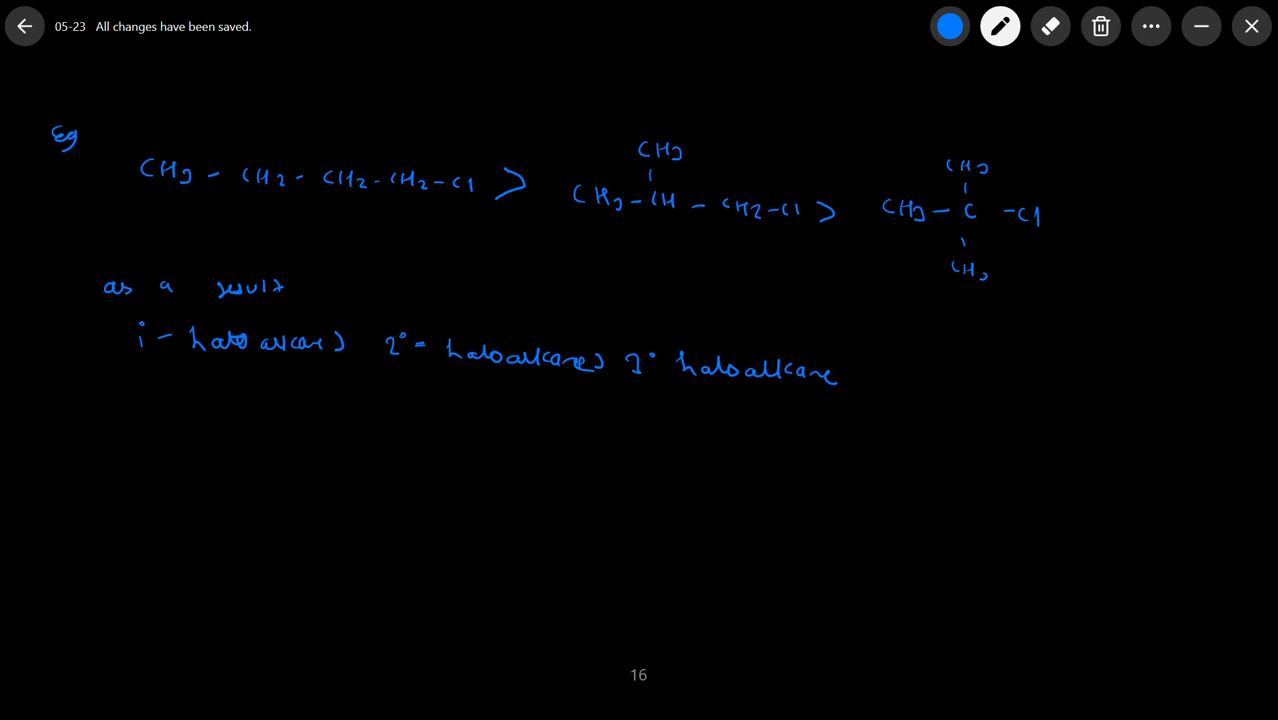 05-23 All changes have been saved.
Eg
CH3 - CH2 - CH2 - CH2 - Cl > CH3 - CH - CH2 - Cl > CH3 - C - Cl
CH3
CH3
CH3
as a result
1° - haloalkane > 2° = haloalkane > 3° haloalkane
16